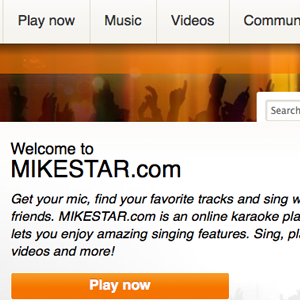 Play now Music Videos Commun
Search
Welcome to
MIKESTAR.com
Get your mic, find your favorite tracks and sing w
friends. MIKESTAR.com is an online karaoke pla
lets you enjoy amazing singing features. Sing, pl
videos and more!
Play now